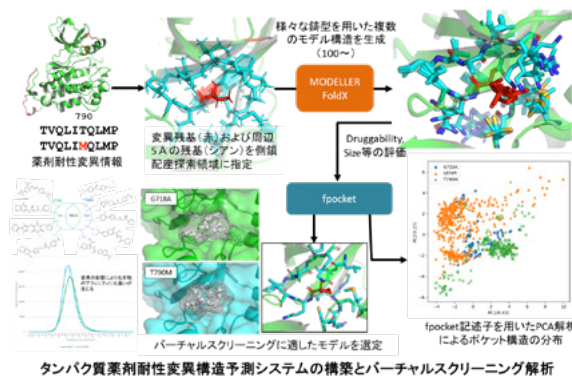 790
TVQLITQLMP
TVQLIMQLMP
薬剤耐性変異情報
変異残基(赤)および周辺
5Aの残基(シアン)を側鎖
配座探索領域に指定
様々な鋳型を用いた複数
のモデル構造を生成
(100～)
MODELLER
FoldX
Druggability,
Size等の評価
fpocket
G718A
T790M
バーチャルスクリーニングに適したモデルを選定
G718A
L858R
T790M
fpocket記述子を用いたPCA解析
によるポケット構造の分布
タンパク質薬剤耐性変異構造予測システムの構築とバーチャルスクリーニング解析